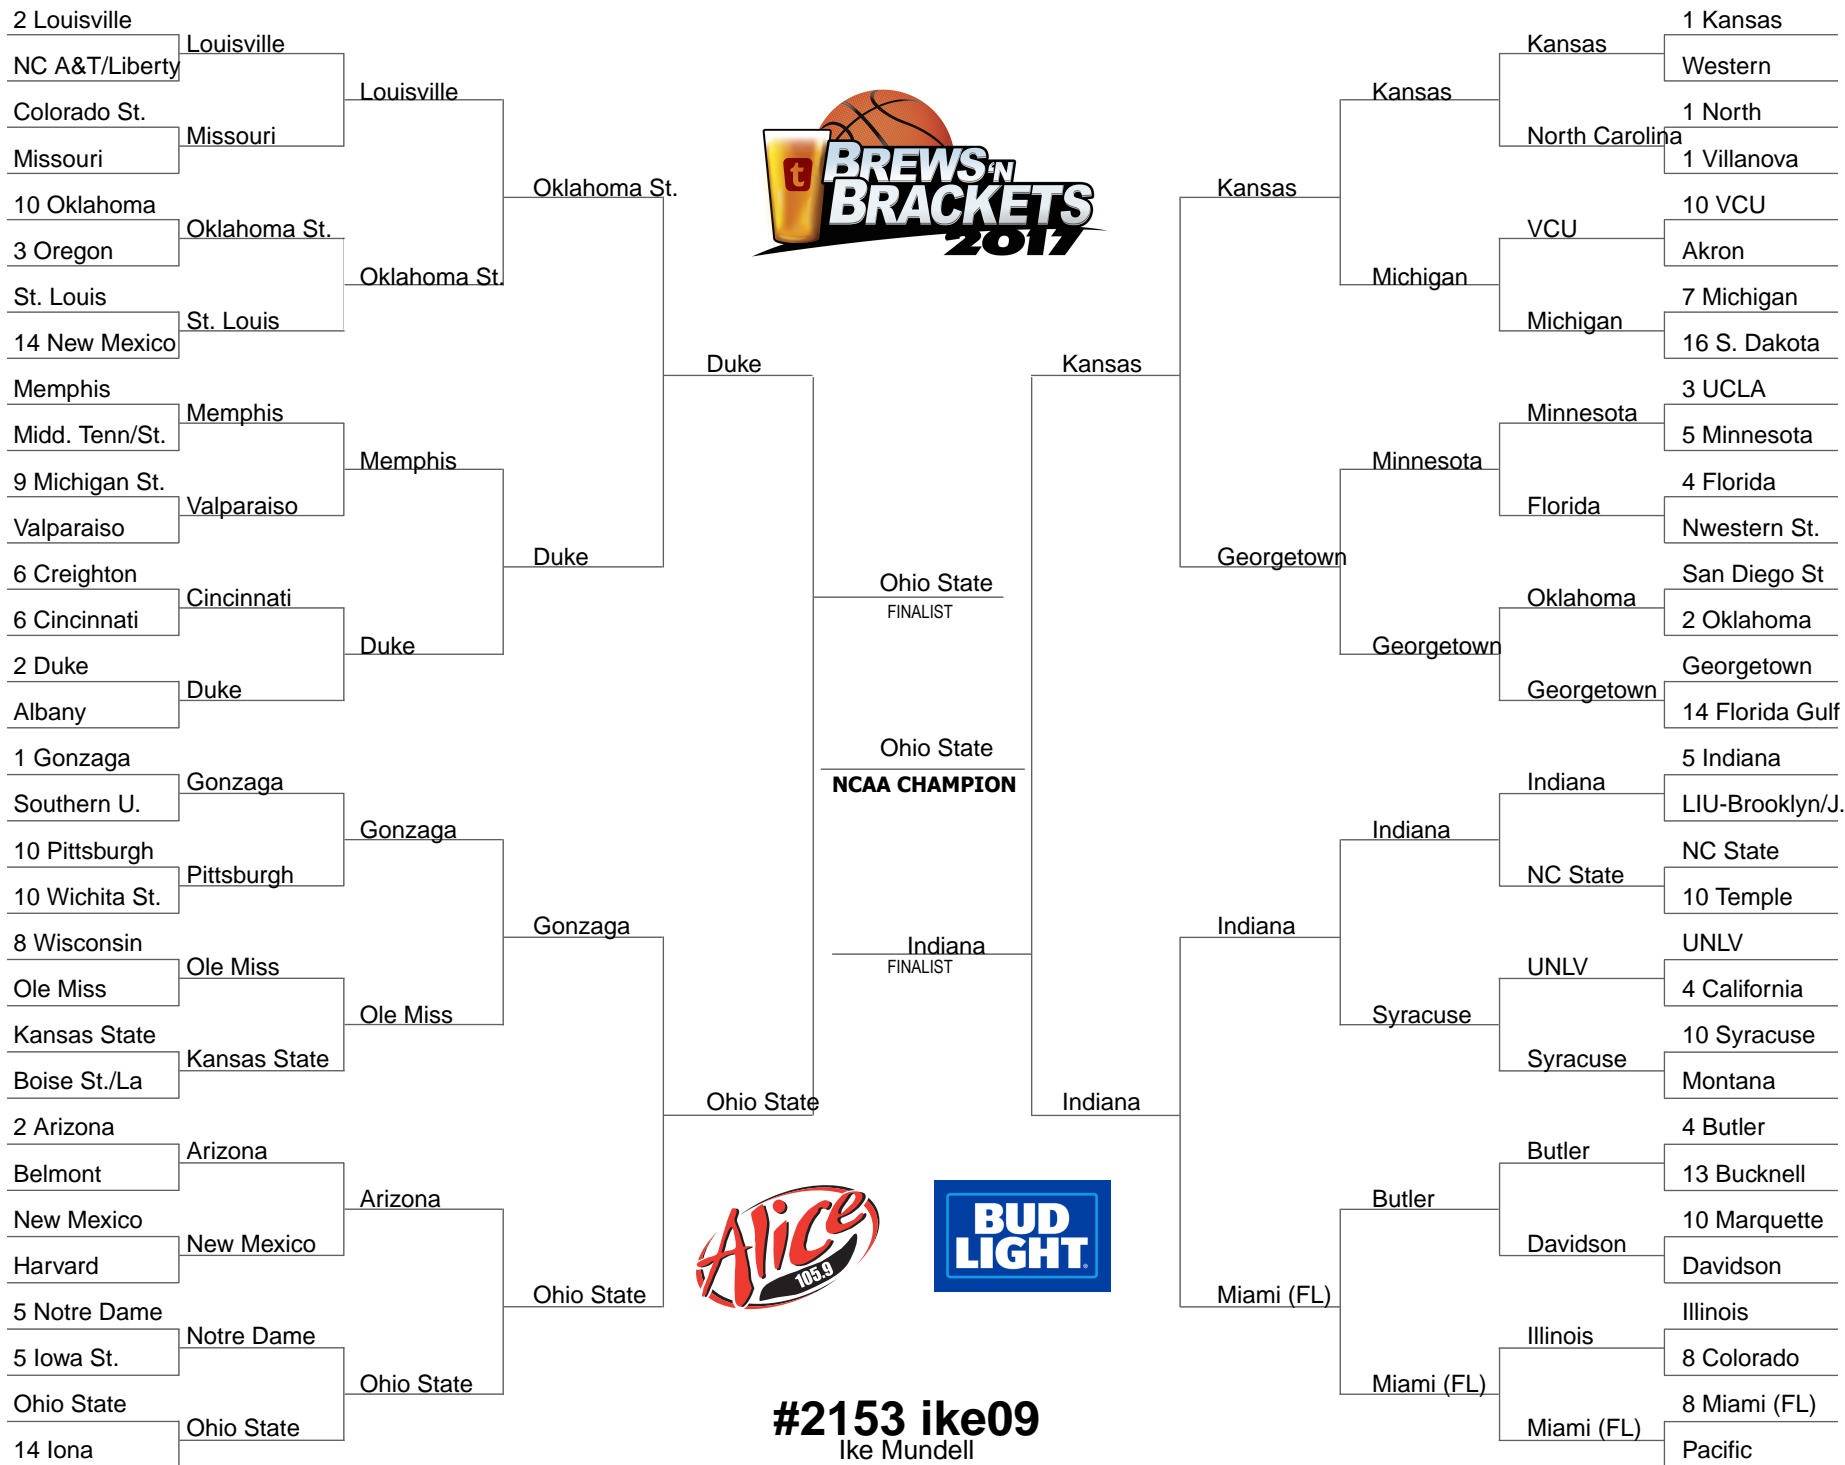 2 Louisville
NC A&T/Liberty
Colorado St.
Missouri
10 Oklahoma
3 Oregon
St. Louis
14 New Mexico
Memphis
Midd. Tenn/St.
9 Michigan St.
Valparaiso
6 Creighton
6 Cincinnati
2 Duke
Albany
1 Gonzaga
Southern U.
10 Pittsburgh
10 Wichita St.
8 Wisconsin
Ole Miss
Kansas State
Boise St./La
2 Arizona
Belmont
New Mexico
Harvard
5 Notre Dame
5 Iowa St.
Ohio State
14 Iona
Louisville
Missouri
Oklahoma St.
St. Louis
Memphis
Valparaiso
Cincinnati
Duke
Gonzaga
Pittsburgh
Ole Miss
Kansas State
Arizona
New Mexico
Notre Dame
Ohio State
Louisville
Oklahoma St.
Memphis
Duke
Gonzaga
Ole Miss
Arizona
Ohio State
Oklahoma St.
Duke
Gonzaga
Ohio State
Duke
Ohio State
t
BREWS 'N
BRACKETS
2017
Ohio State
FINALIST
Ohio State
NCAA CHAMPION
Indiana
FINALIST
Alice
105.9
BUD
LIGHT
#2153 ike09
Ike Mundell
Kansas
Indiana
Kansas
Georgetown
Indiana
Miami (FL)
Kansas
Michigan
Minnesota
Georgetown
Indiana
Syracuse
Butler
Miami (FL)
Kansas
North Carolina
VCU
Michigan
Minnesota
Florida
Oklahoma
Georgetown
Indiana
NC State
UNLV
Syracuse
Butler
Davidson
Illinois
Miami (FL)
1 Kansas
Western
1 North
1 Villanova
10 VCU
Akron
7 Michigan
16 S. Dakota
3 UCLA
5 Minnesota
4 Florida
Nwestern St.
San Diego St
2 Oklahoma
Georgetown
14 Florida Gulf
5 Indiana
LIU-Brooklyn/J.
NC State
10 Temple
UNLV
4 California
10 Syracuse
Montana
4 Butler
13 Bucknell
10 Marquette
Davidson
Illinois
8 Colorado
8 Miami (FL)
Pacific